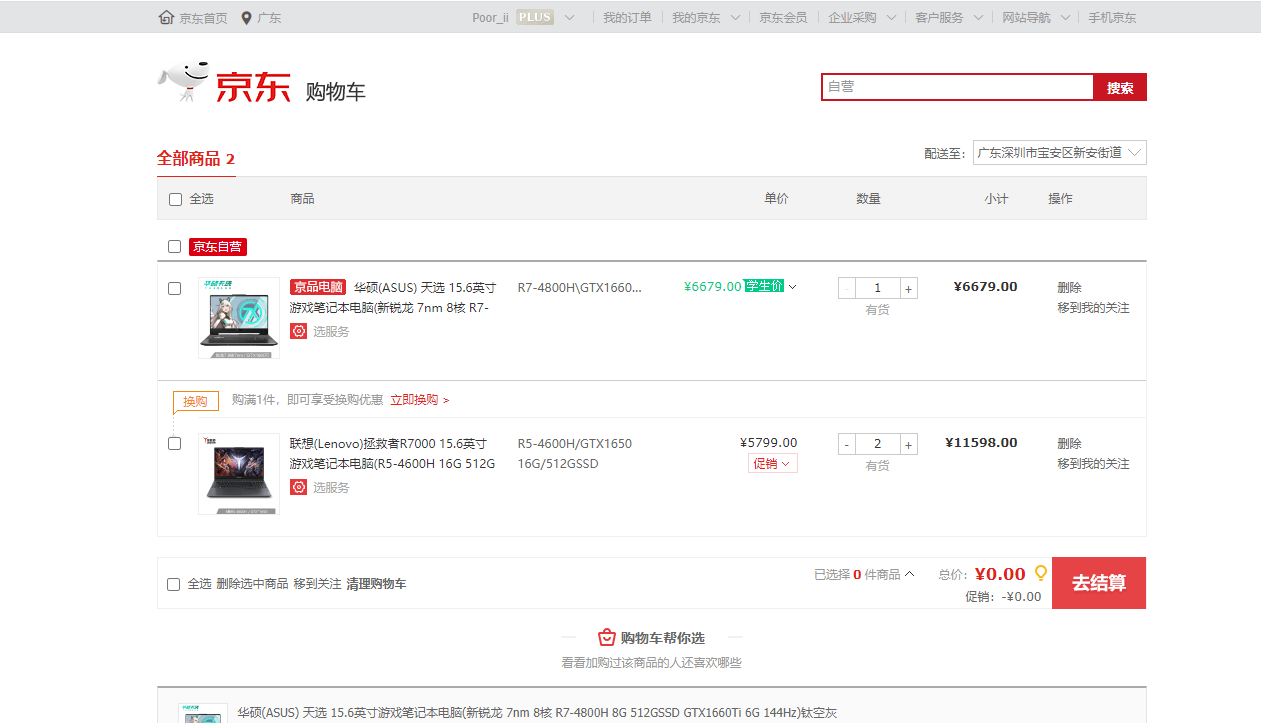 京东首页 广东 Poor_ii PLUS 我的订单 我的京东 京东会员 企业采购 客户服务 网站导航 手机京东
京东 购物车
自营 搜索
全部商品 2 配送至： 广东深圳市宝安区新安街道
全选 商品 单价 数量 小计 操作
京东自营
京品电脑 华硕(ASUS) 天选 15.6英寸 R7-4800H\GTX1660... ¥6679.00 学生价 - 1 + ¥6679.00 删除
游戏笔记本电脑(新锐龙 7nm 8核 R7- 有货 移到我的关注
选服务
换购 购满1件，即可享受换购优惠 立即换购 >
联想(Lenovo)拯救者R7000 15.6英寸 R5-4600H/GTX1650 ¥5799.00 - 2 + ¥11598.00 删除
游戏笔记本电脑(R5-4600H 16G 512G 16G/512GSSD 促销 有货 移到我的关注
选服务
全选 删除选中商品 移到关注 清理购物车 已选择 0 件商品 总价： ¥0.00 去结算
促销： -¥0.00
购物车帮你选
看看加购过该商品的人还喜欢哪些
华硕(ASUS) 天选 15.6英寸游戏笔记本电脑(新锐龙 7nm 8核 R7-4800H 8G 512GSSD GTX1660Ti 6G 144Hz)钛空灰